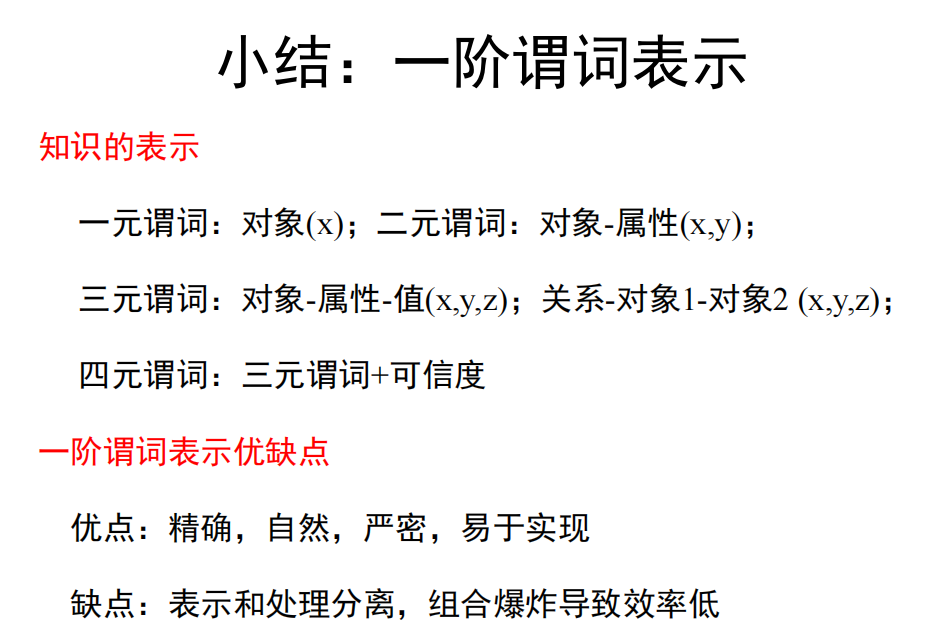 小结：一阶谓词表示
知识的表示
一元谓词：对象(x)；二元谓词：对象-属性(x,y)；
三元谓词：对象-属性-值(x,y,z)；关系-对象1-对象2 (x,y,z)；
四元谓词：三元谓词+可信度
一阶谓词表示优缺点
优点：精确，自然，严密，易于实现
缺点：表示和处理分离，组合爆炸导致效率低